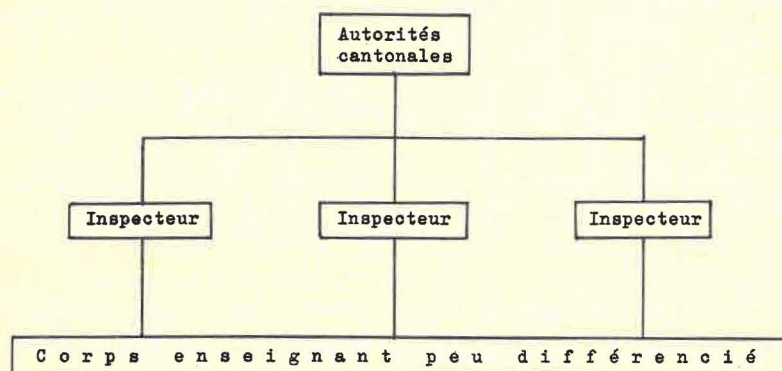 Autorités
cantonales
Inspecteur Inspecteur Inspecteur
Corps enseignant peu différencié